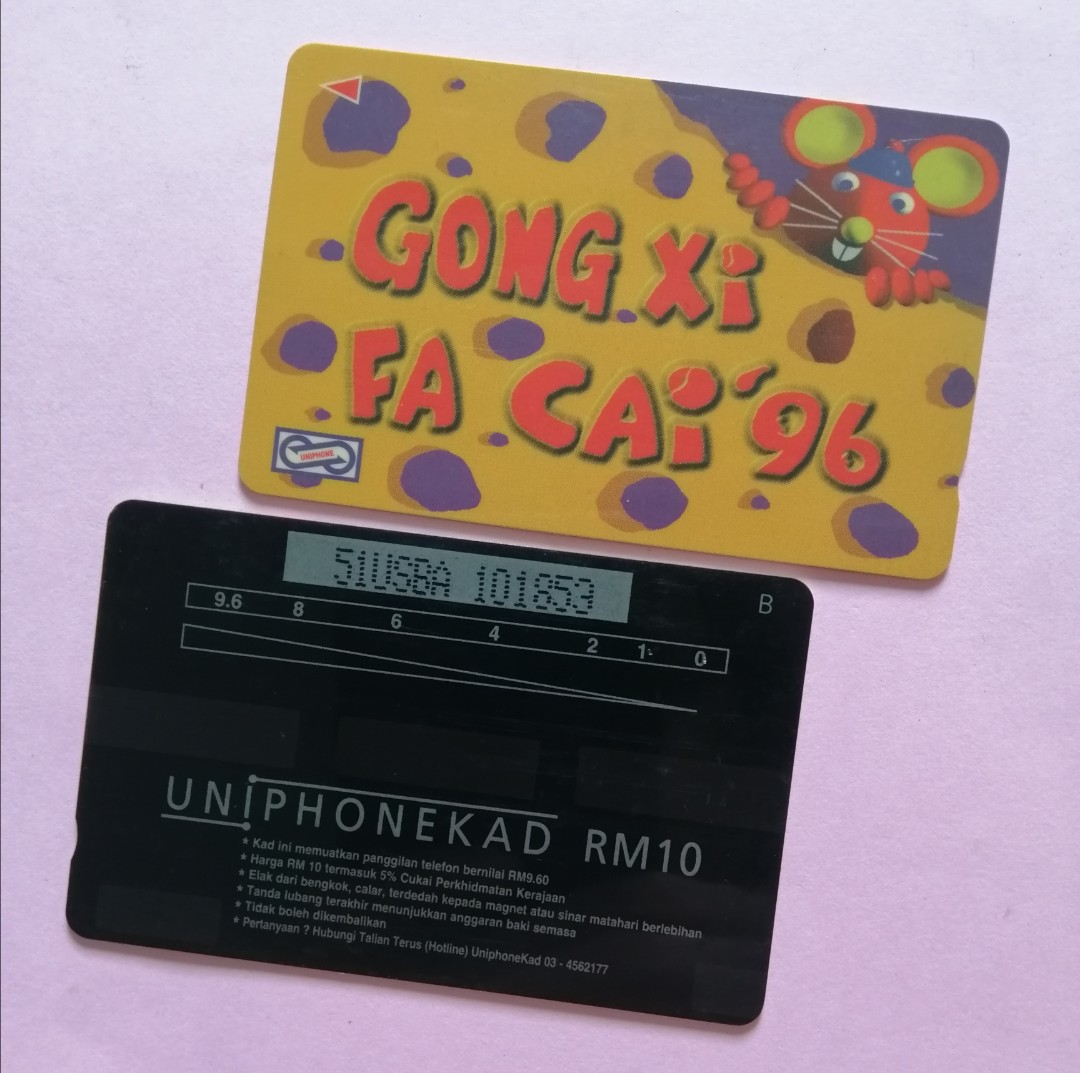 GONG Xi
FA CAi '96
UNIPHONE
51USBA 101853
B
9.6 8 6 4 2 1 0
UNiPHONEKAD RM10
* Kad ini memuatkan panggilan telefon bernilai RM9.60
* Harga RM 10 termasuk 5% Cukai Perkhidmatan Kerajaan
* Elak dari bengkok, calar, terdedah kepada magnet atau sinar matahari berlebihan
* Tanda lubang terakhir menunjukkan anggaran baki semasa
* Tidak boleh dikembalikan
* Pertanyaan ? Hubungi Talian Terus (Hotline) UniphoneKad 03 - 4562177